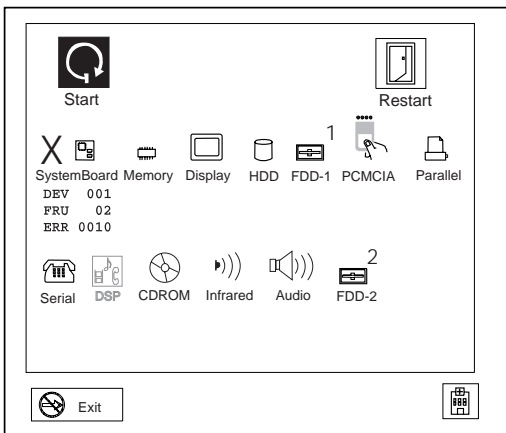 Start
Restart
1
X
SystemBoard Memory Display HDD FDD-1 PCMCIA Parallel
DEV 001
FRU 02
ERR 0010
2
Serial DSP CDROM Infrared Audio FDD-2
Exit